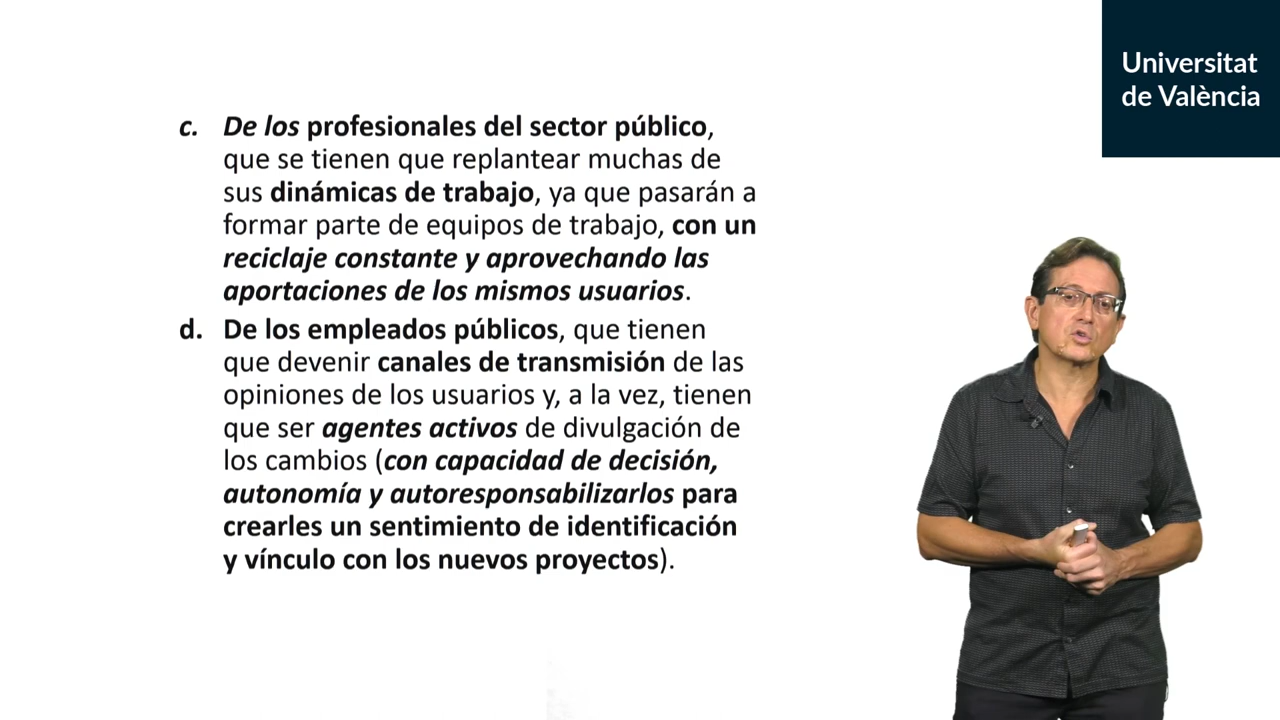 Universitat
de València
c. De los profesionales del sector público,
que se tienen que replantear muchas de
sus dinámicas de trabajo, ya que pasarán a
formar parte de equipos de trabajo, con un
reciclaje constante y aprovechando las
aportaciones de los mismos usuarios.
d. De los empleados públicos, que tienen
que devenir canales de transmisión de las
opiniones de los usuarios y, a la vez, tienen
que ser agentes activos de divulgación de
los cambios (con capacidad de decisión,
autonomía y autoresponsabilizarlos para
crearles un sentimiento de identificación
y vínculo con los nuevos proyectos).